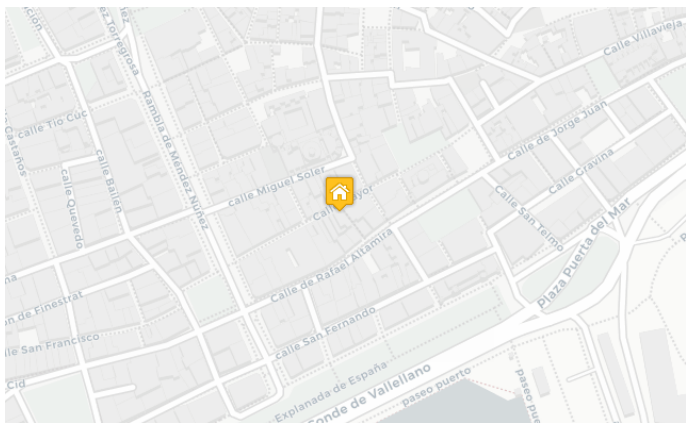 Calle Villavieja
Torregrosa
Rambla de Méndez Núñez
calle Tío Cuc
Castaños
calle Bailén
calle Quevedo
Calle de Jorge Juan
Calle Gravina
calle Miguel Soler
Calle San Telmo
Plaza Puerta del Mar
Calle de Rafael Altamira
de Finestrat
calle San Fernando
San Francisco
Cid
Explanada de España
Conde de Vallellano
paseo puerto